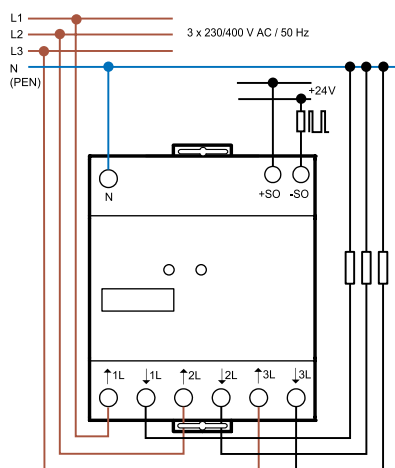 L1
L2 3 x 230/400 V AC / 50 Hz
L3
N
(PEN)
+24V
N +SO -SO
↑1L ↓1L ↑2L ↓2L ↑3L ↓3L